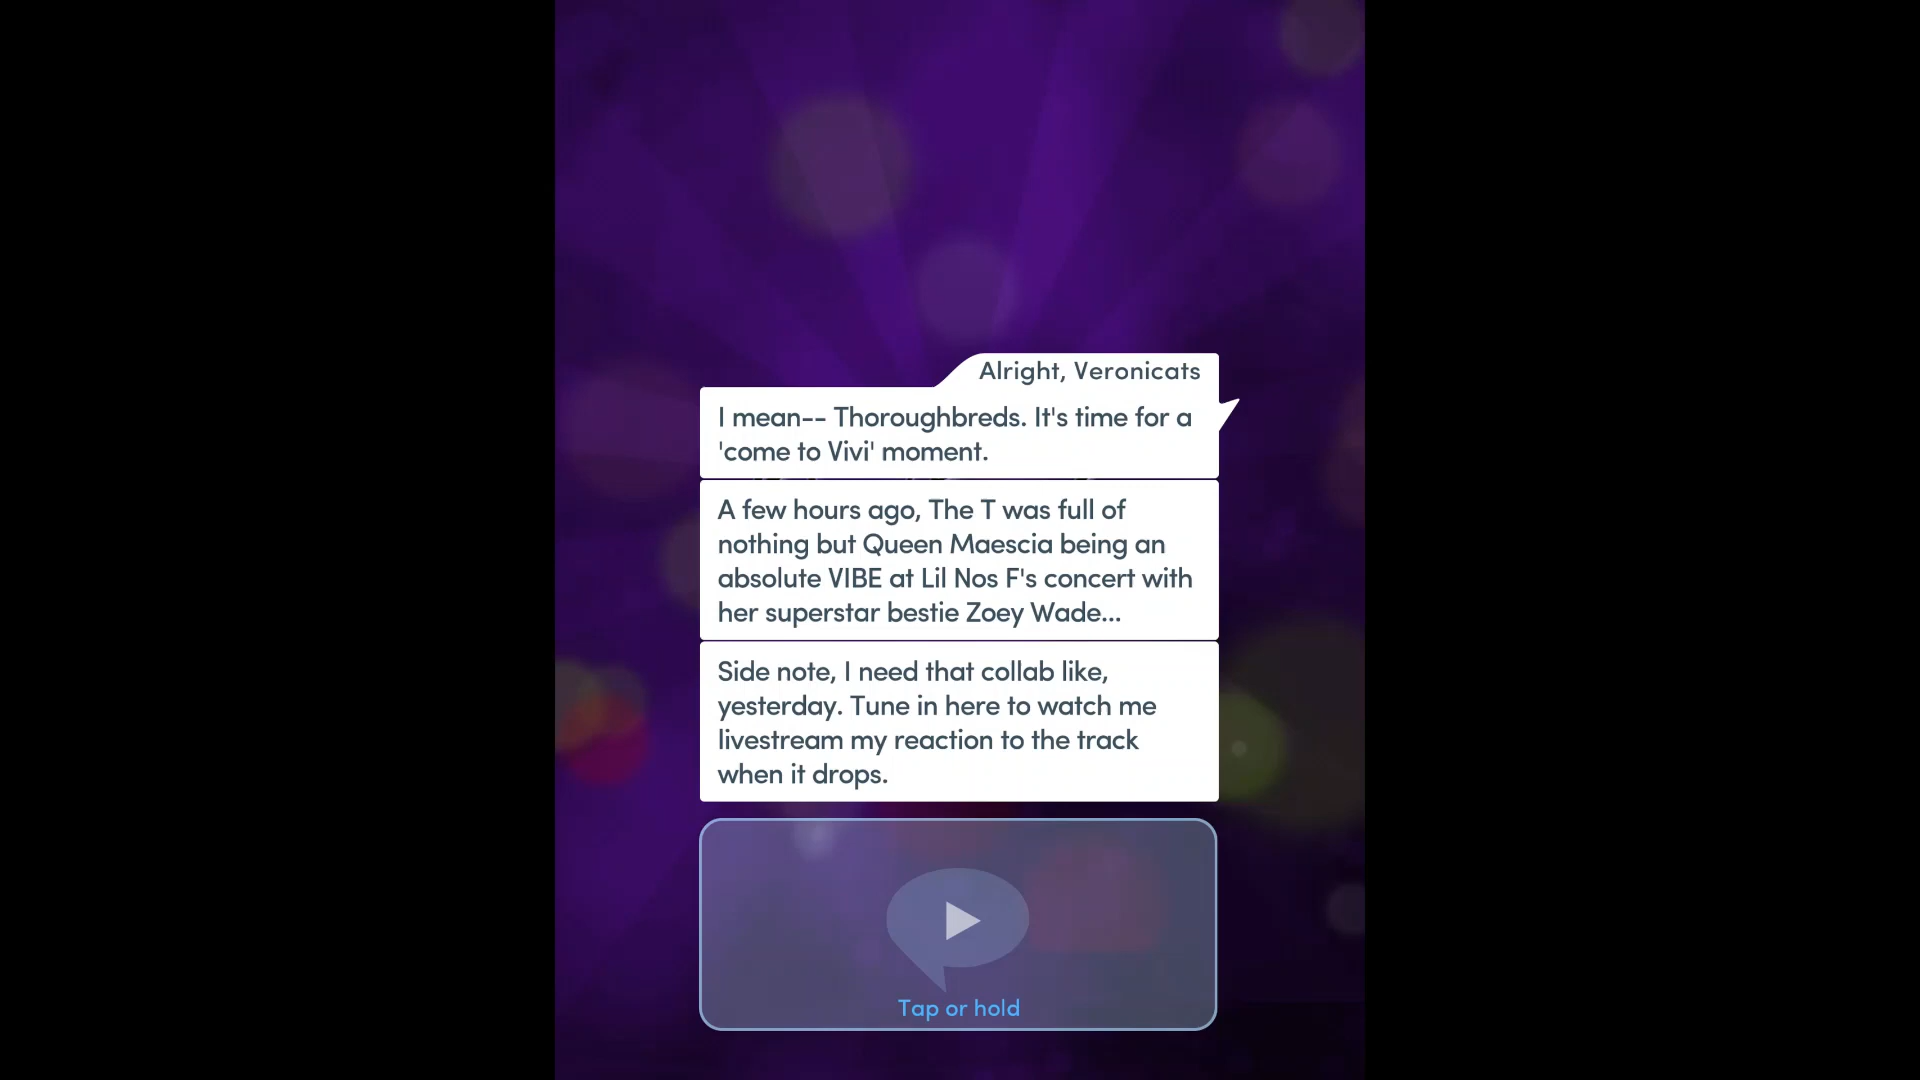 Alright, Veronicats
I mean-- Thoroughbreds. It's time for a
'come to Vivi' moment.
A few hours ago, The T was full of
nothing but Queen Maescia being an
absolute VIBE at Lil Nos F's concert with
her superstar bestie Zoey Wade...
Side note, I need that collab like,
yesterday. Tune in here to watch me
livestream my reaction to the track
when it drops.
Tap or hold